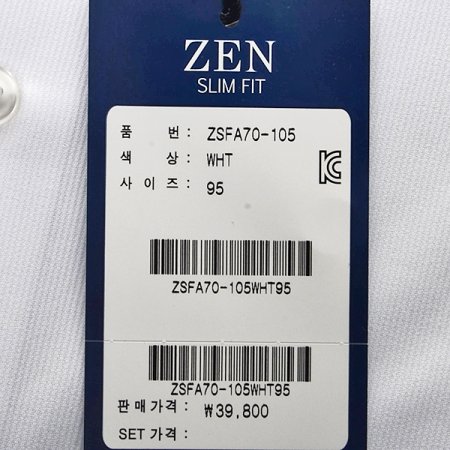 ZEN
SLIM FIT
품 번 : ZSFA70-105
색 상 : WHT
사 이 즈 : 95
ZSFA70-105WHT95
ZSFA70-105WHT95
판매가격 : ₩39,800
SET 가격 :